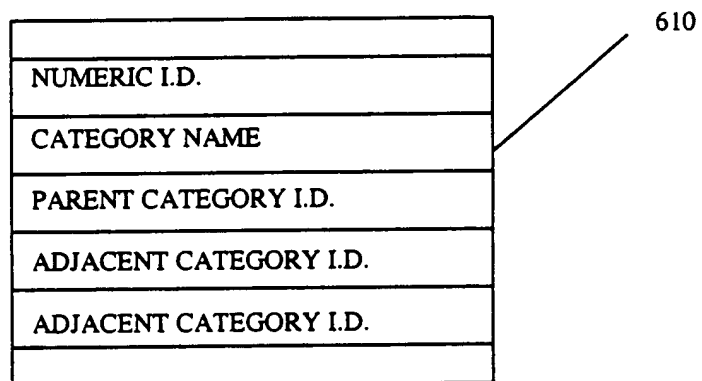 610
NUMERIC I.D.
CATEGORY NAME
PARENT CATEGORY I.D.
ADJACENT CATEGORY I.D.
ADJACENT CATEGORY I.D.